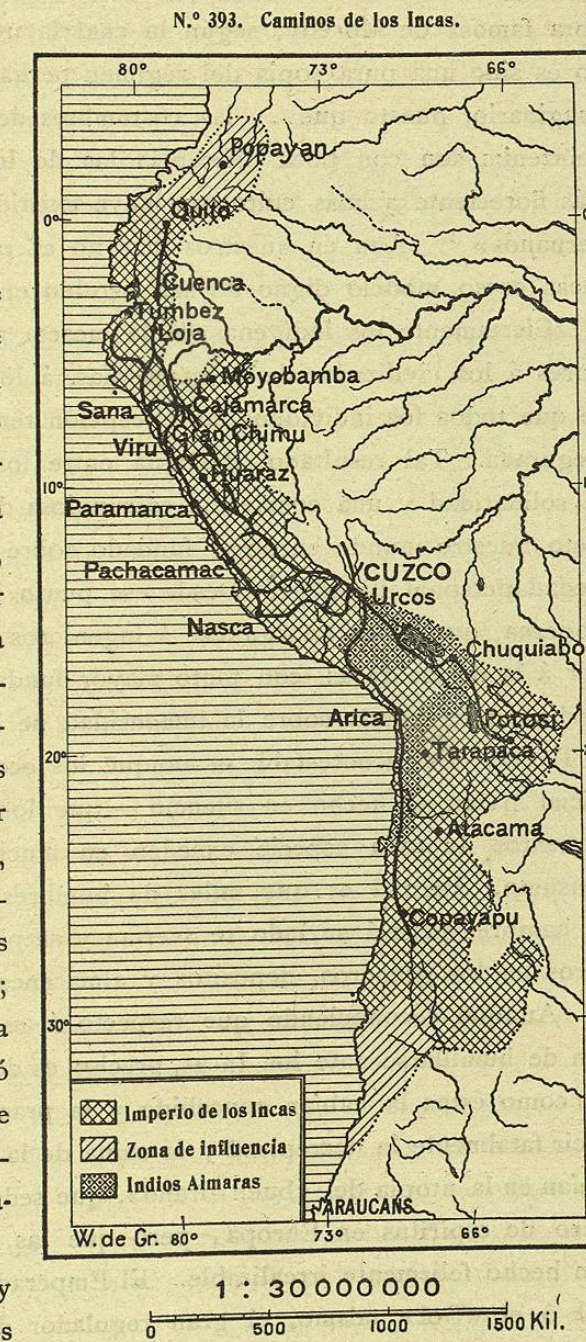 N.º 393. Caminos de los Incas.
80° 73° 66°
Popayan
0°
Quito
Cuenca
Tumbez
Loja
Moyobamba
Sana
Cajamarca
Gran Chimu
Viru
Huaraz
10°
Paramanca
Pachacamac
CUZCO
Urcos
Nasca
Chuquiabo
Arica
Potosi
20°
Tarapaca
Atacama
Copayapu
30°
Imperio de los Incas
Zona de influencia
Indios Aimaras
ARAUCANS
W. de Gr. 80° 73° 66°
1 : 30 000 000
0 500 1000 1500 Kil.